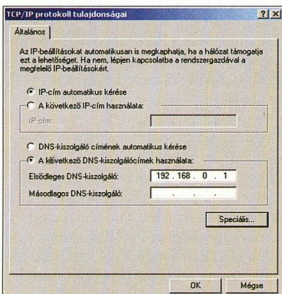 TCP/IP protokoll tulajdonságai
Általános
Az IP-beállításokat automatikusan is megkaphatja, ha a hálózat támogatja
ezt a lehetőséget. Ha nem, lépjen kapcsolatba a rendszergazdával a
megfelelő IP-beállításokért.
IP-cím automatikus kérése
A következő IP-cím használata:
IP-cím:
DNS-kiszolgáló címének automatikus kérése
A következő DNS-kiszolgálócímek használata:
Elsődleges DNS-kiszolgáló: 192 . 168 . 0 . 1
Másodlagos DNS-kiszolgáló: . . .
Speciális...
OK Mégse